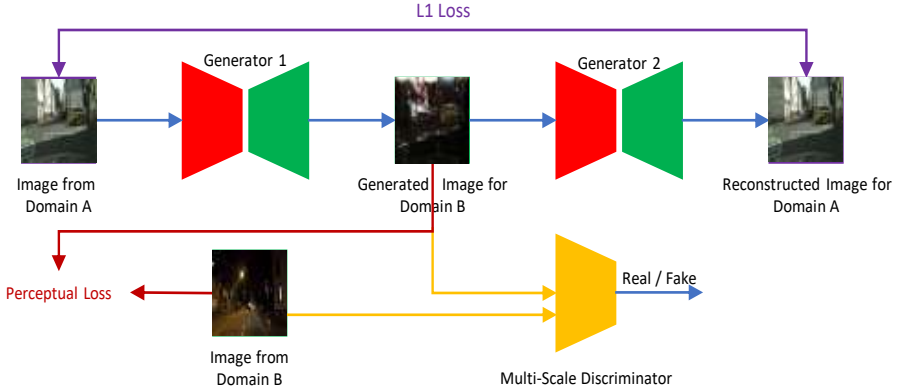 L1 Loss
Generator 1
Generator 2
Image from
Domain A
Generated Image for
Domain B
Reconstructed Image for
Domain A
Perceptual Loss
Real / Fake
Image from
Domain B
Multi-Scale Discriminator